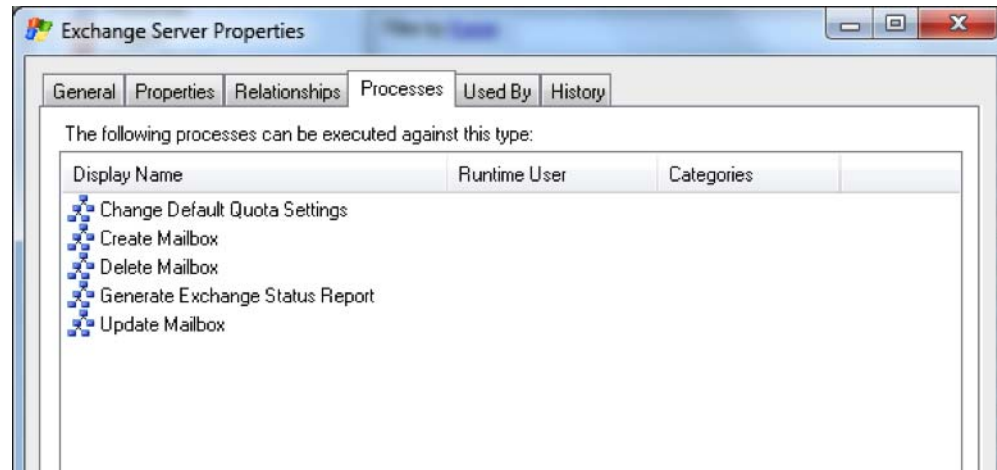 Exchange Server Properties
General Properties Relationships Processes Used By History
The following processes can be executed against this type:
Display Name Runtime User Categories
Change Default Quota Settings
Create Mailbox
Delete Mailbox
Generate Exchange Status Report
Update Mailbox